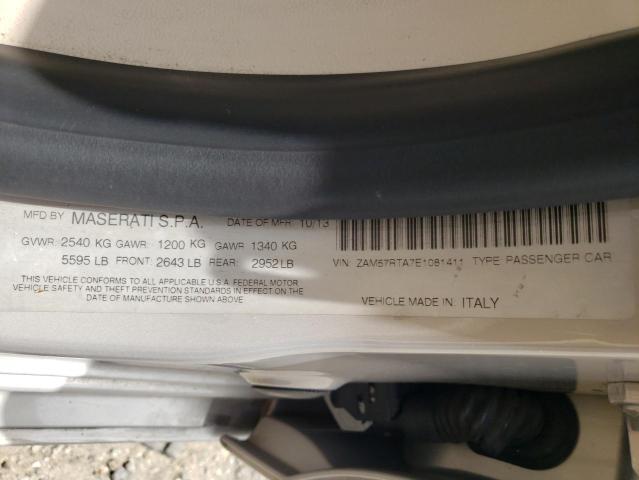 MFD BY MASERATI S.P.A. DATE OF MFR: 10/13
GVWR: 2540 KG GAWR: 1200 KG GAWR 1340 KG
5595 LB FRONT: 2643 LB REAR: 2952 LB
VIN: ZAM57RTA7E1081411 TYPE PASSENGER CAR
THIS VEHICLE CONFORMS TO ALL APPLICABLE U.S.A. FEDERAL MOTOR
VEHICLE SAFETY AND THEFT PREVENTION STANDARDS IN EFFECT ON THE
DATE OF MANUFACTURE SHOWN ABOVE
VEHICLE MADE IN: ITALY